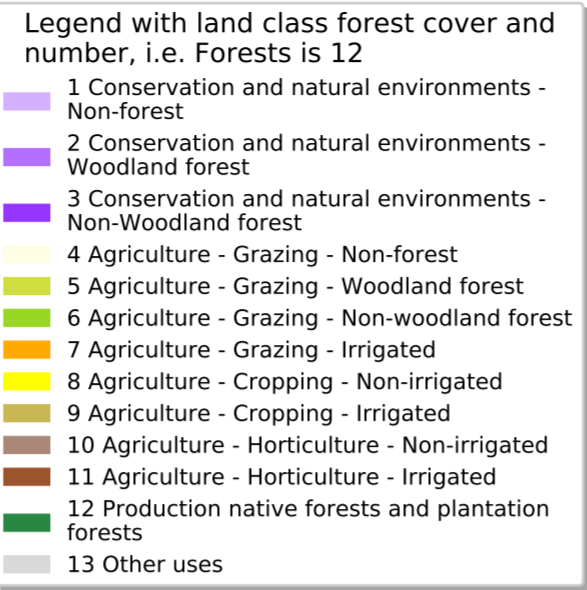 Legend with land class forest cover and
number, i.e. Forests is 12
1 Conservation and natural environments -
Non-forest
2 Conservation and natural environments -
Woodland forest
3 Conservation and natural environments -
Non-Woodland forest
4 Agriculture - Grazing - Non-forest
5 Agriculture - Grazing - Woodland forest
6 Agriculture - Grazing - Non-woodland forest
7 Agriculture - Grazing - Irrigated
8 Agriculture - Cropping - Non-irrigated
9 Agriculture - Cropping - Irrigated
10 Agriculture - Horticulture - Non-irrigated
11 Agriculture - Horticulture - Irrigated
12 Production native forests and plantation
forests
13 Other uses